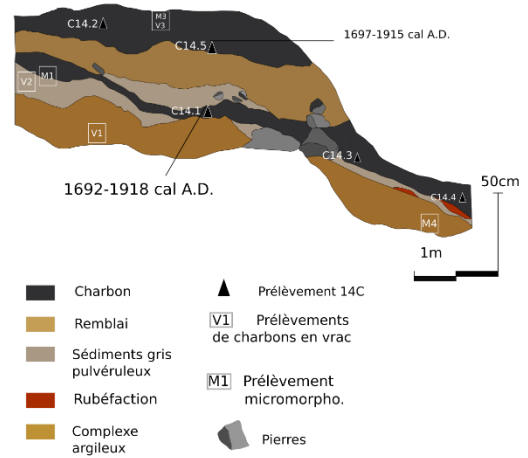 C14.2
M3
V3
C14.5
1697-1915 cal A.D.
V2
M1
C14.1
V1
C14.3
1692-1918 cal A.D.
C14.4
50cm
M4
1m
Charbon
Prélèvement 14C
Remblai
V1 Prélèvements
de charbons en vrac
Sédiments gris
pulvéruleux
M1 Prélèvement
micromorpho.
Rubéfaction
Complexe
argileux
Pierres